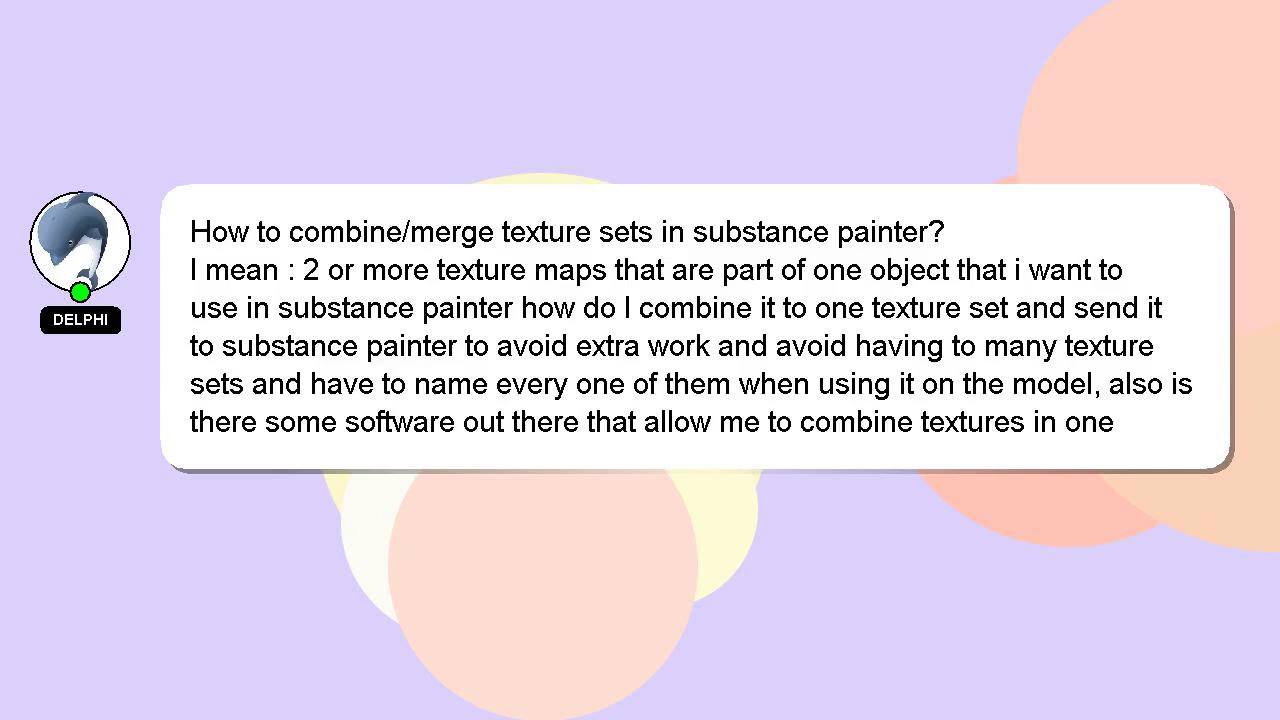 How to combine/merge texture sets in substance painter?
I mean : 2 or more texture maps that are part of one object that i want to
use in substance painter how do I combine it to one texture set and send it
to substance painter to avoid extra work and avoid having to many texture
sets and have to name every one of them when using it on the model, also is
there some software out there that allow me to combine textures in one
DELPHI